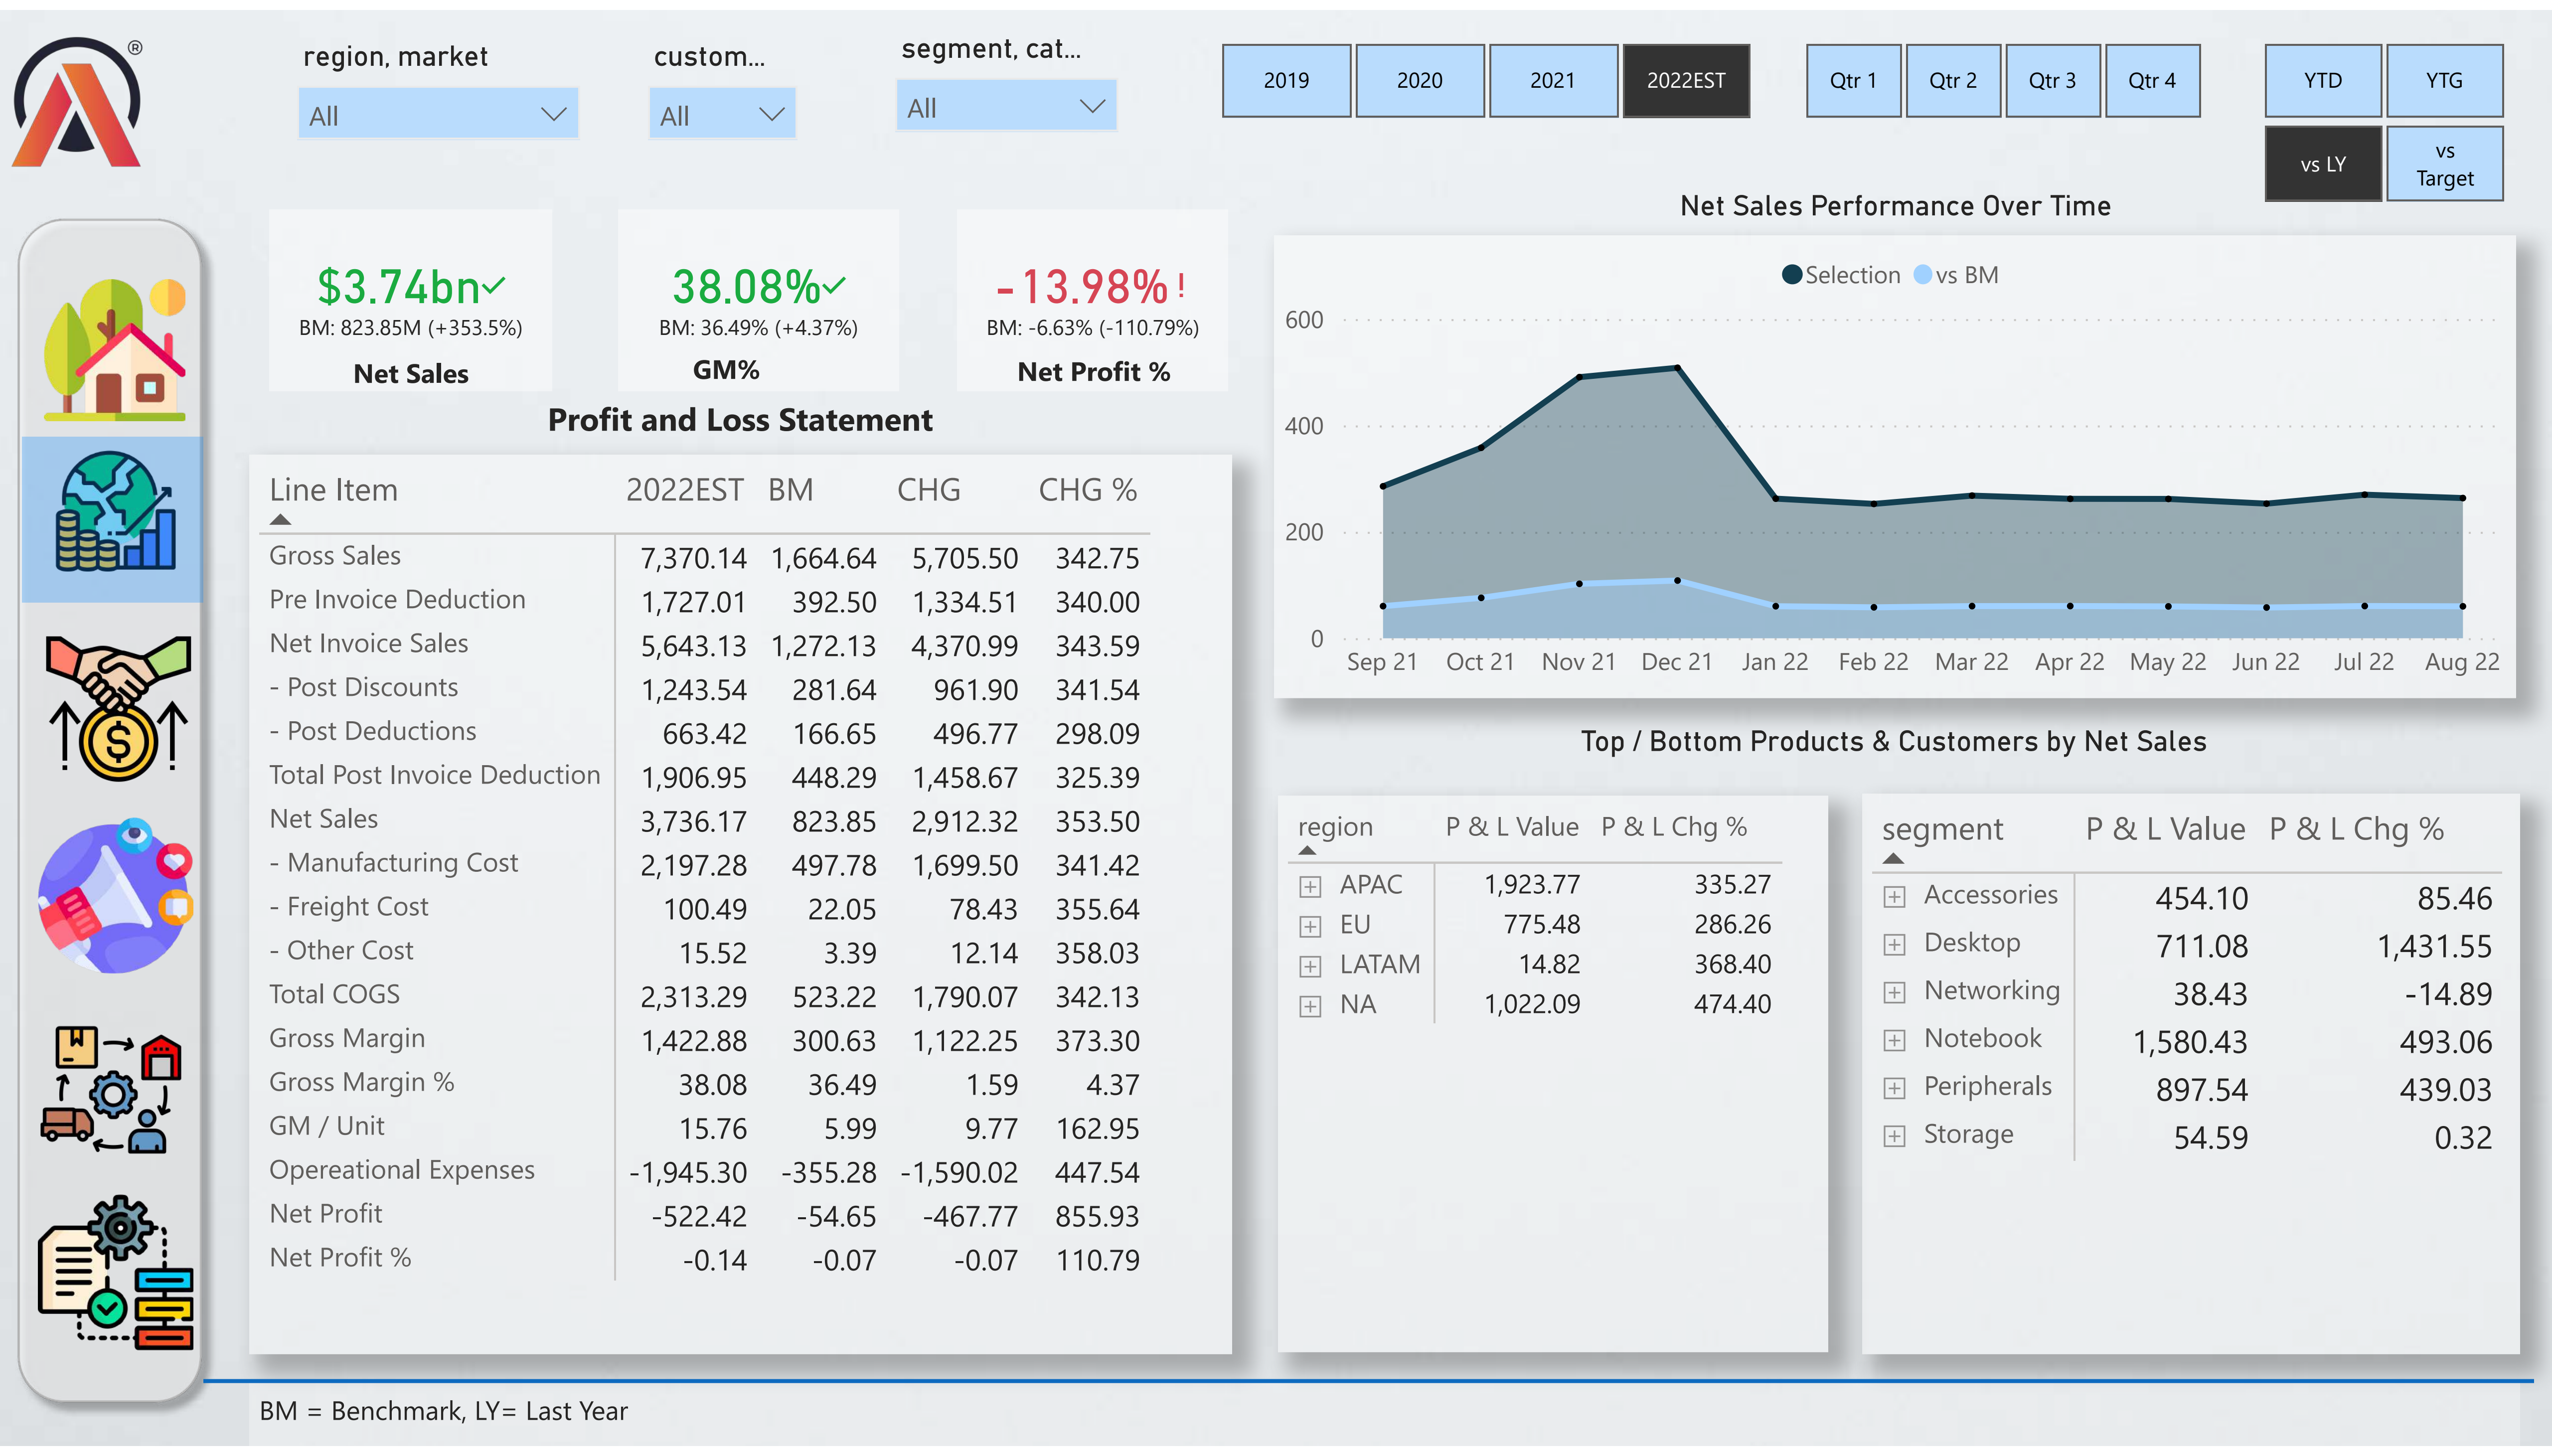 ®
region, market
custom...
segment, cat...
All
All
All
2019 2020 2021 2022EST
Qtr 1 Qtr 2 Qtr 3 Qtr 4
YTD YTG
vs LY vs Target
$3.74bn
BM: 823.85M (+353.5%)
Net Sales
38.08%
BM: 36.49% (+4.37%)
GM%
-13.98% !
BM: -6.63% (-110.79%)
Net Profit %
Profit and Loss Statement
Line Item 2022EST BM CHG CHG %
Gross Sales 7,370.14 1,664.64 5,705.50 342.75
Pre Invoice Deduction 1,727.01 392.50 1,334.51 340.00
Net Invoice Sales 5,643.13 1,272.13 4,370.99 343.59
- Post Discounts 1,243.54 281.64 961.90 341.54
- Post Deductions 663.42 166.65 496.77 298.09
Total Post Invoice Deduction 1,906.95 448.29 1,458.67 325.39
Net Sales 3,736.17 823.85 2,912.32 353.50
- Manufacturing Cost 2,197.28 497.78 1,699.50 341.42
- Freight Cost 100.49 22.05 78.43 355.64
- Other Cost 15.52 3.39 12.14 358.03
Total COGS 2,313.29 523.22 1,790.07 342.13
Gross Margin 1,422.88 300.63 1,122.25 373.30
Gross Margin % 38.08 36.49 1.59 4.37
GM / Unit 15.76 5.99 9.77 162.95
Opereational Expenses -1,945.30 -355.28 -1,590.02 447.54
Net Profit -522.42 -54.65 -467.77 855.93
Net Profit % -0.14 -0.07 -0.07 110.79
Net Sales Performance Over Time
Selection vs BM
600
400
200
0
Sep 21 Oct 21 Nov 21 Dec 21 Jan 22 Feb 22 Mar 22 Apr 22 May 22 Jun 22 Jul 22 Aug 22
Top / Bottom Products & Customers by Net Sales
region P & L Value P & L Chg %
APAC 1,923.77 335.27
EU 775.48 286.26
LATAM 14.82 368.40
NA 1,022.09 474.40
segment P & L Value P & L Chg %
Accessories 454.10 85.46
Desktop 711.08 1,431.55
Networking 38.43 -14.89
Notebook 1,580.43 493.06
Peripherals 897.54 439.03
Storage 54.59 0.32
BM = Benchmark, LY= Last Year